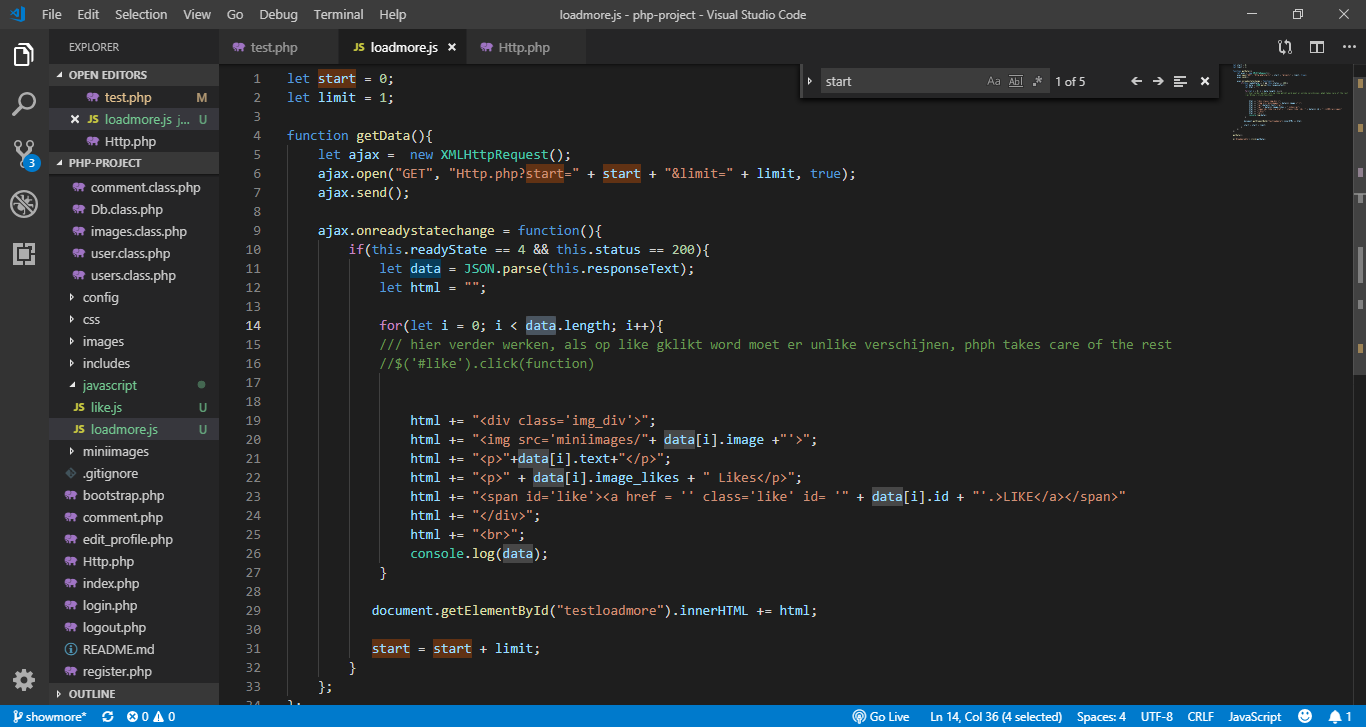 File Edit Selection View Go Debug Terminal Help
loadmore.js - php-project - Visual Studio Code
EXPLORER
OPEN EDITORS
test.php M
loadmore.js j... U
Http.php
PHP-PROJECT
comment.class.php
Db.class.php
images.class.php
user.class.php
users.class.php
config
css
images
includes
javascript
JS like.js U
JS loadmore.js U
miniimages
.gitignore
bootstrap.php
comment.php
edit_profile.php
Http.php
index.php
login.php
logout.php
README.md
register.php
OUTLINE
3
test.php
JS loadmore.js
Http.php
start Aa Abl .* 1 of 5
1 let start = 0;
2 let limit = 1;
3
4 function getData(){
5 let ajax =  new XMLHttpRequest();
6 ajax.open("GET", "Http.php?start=" + start + "&limit=" + limit, true);
7 ajax.send();
8
9 ajax.onreadystatechange = function(){
10 if(this.readyState == 4 && this.status == 200){
11 let data = JSON.parse(this.responseText);
12 let html = "";
13
14 for(let i = 0; i < data.length; i++){
15 /// hier verder werken, als op like gklikt word moet er unlike verschijnen, phph takes care of the rest
16 //$('#like').click(function)
17
18
19 html += "<div class='img_div'>";
20 html += "<img src='miniimages/"+ data[i].image +"'>";
21 html += "<p>"+data[i].text+"</p>";
22 html += "<p>" + data[i].image_likes + " Likes</p>";
23 html += "<span id='like'><a href = '' class='like' id= '" + data[i].id + "'.>LIKE</a></span>"
24 html += "</div>";
25 html += "<br>";
26 console.log(data);
27 }
28
29 document.getElementById("testloadmore").innerHTML += html;
30
31 start = start + limit;
32 }
33 };
34 };
showmore* 0 0 Go Live Ln 14, Col 36 (4 selected) Spaces: 4 UTF-8 CRLF JavaScript 1